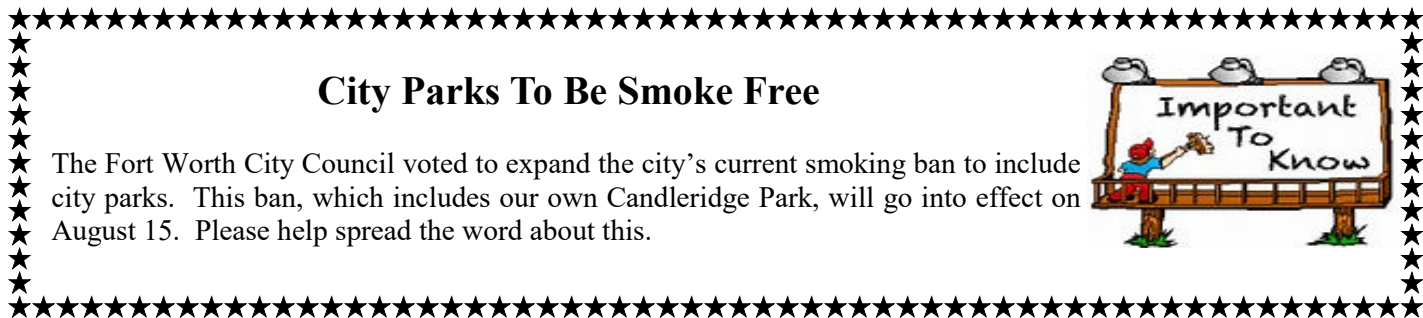 City Parks To Be Smoke Free
The Fort Worth City Council voted to expand the city’s current smoking ban to include
city parks.  This ban, which includes our own Candleridge Park, will go into effect on
August 15.  Please help spread the word about this.
Important
To
Know